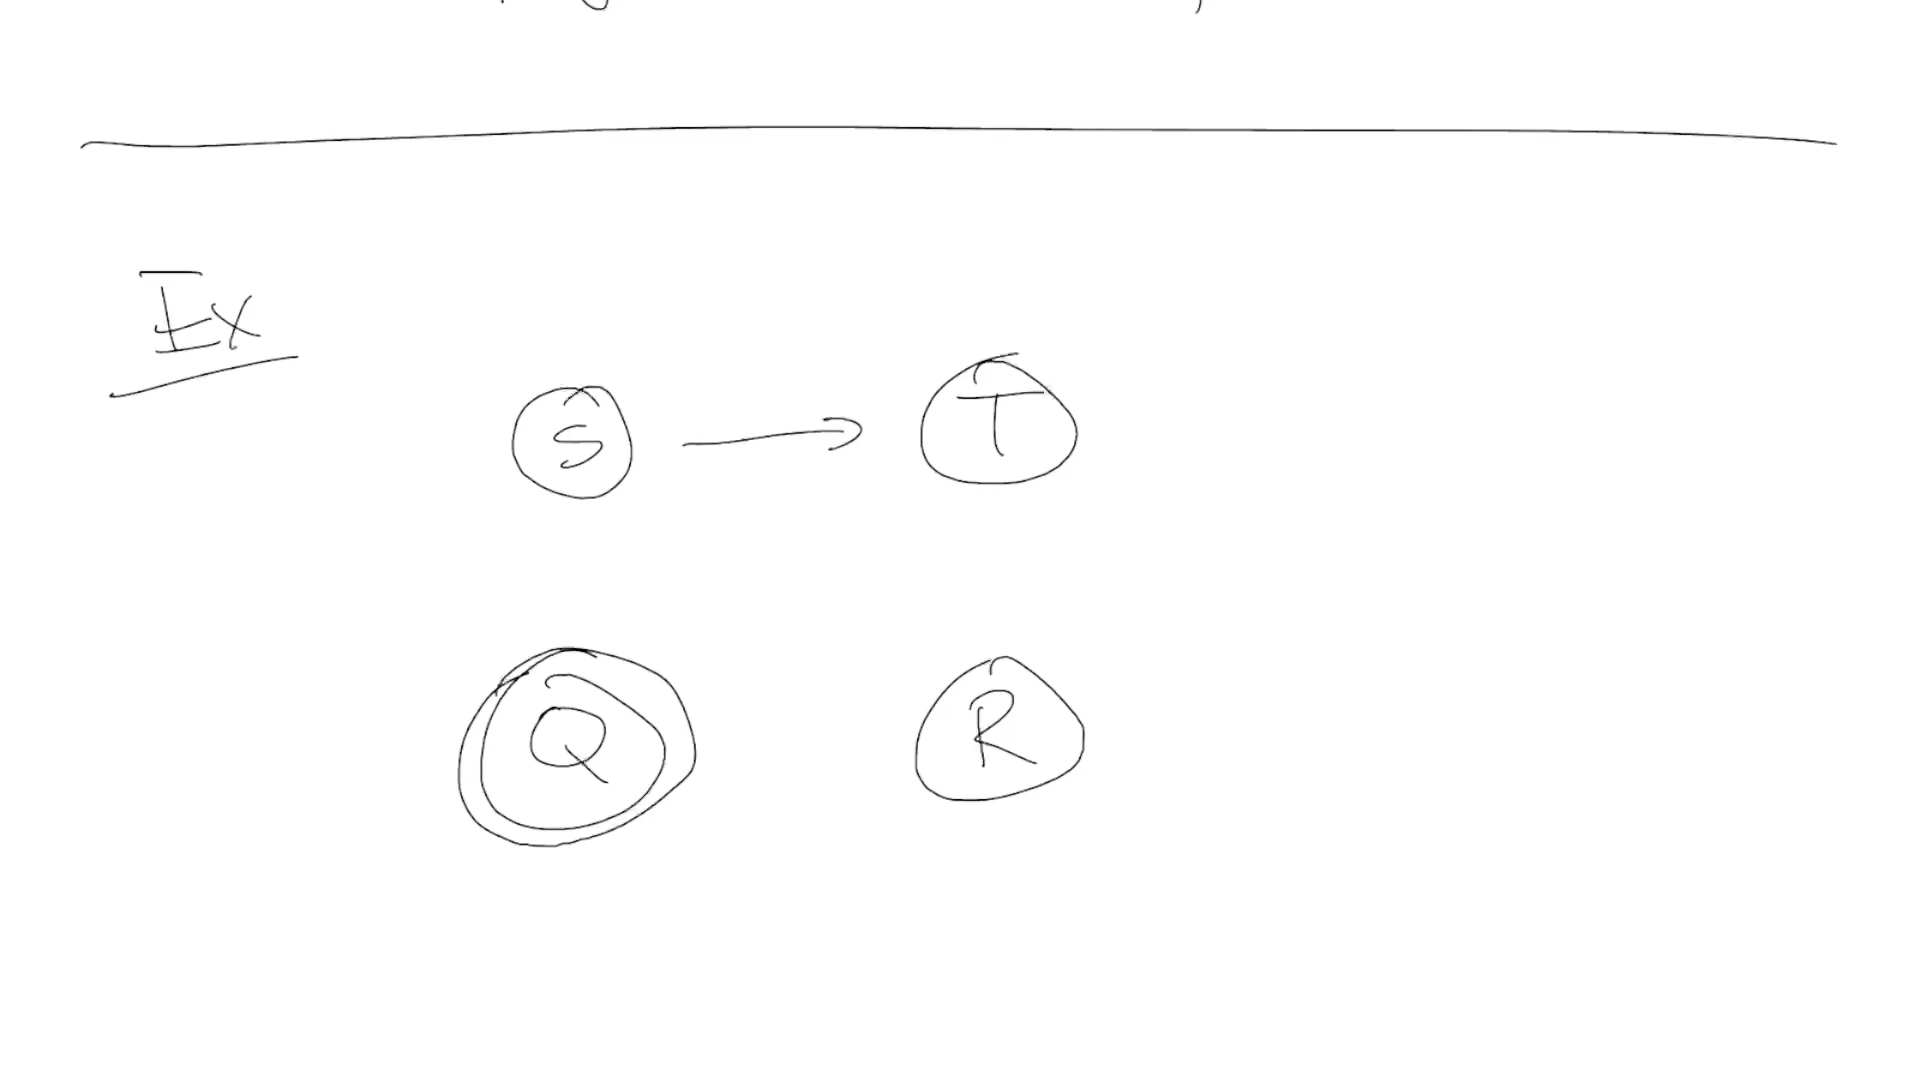 Ex
S → T
Q R